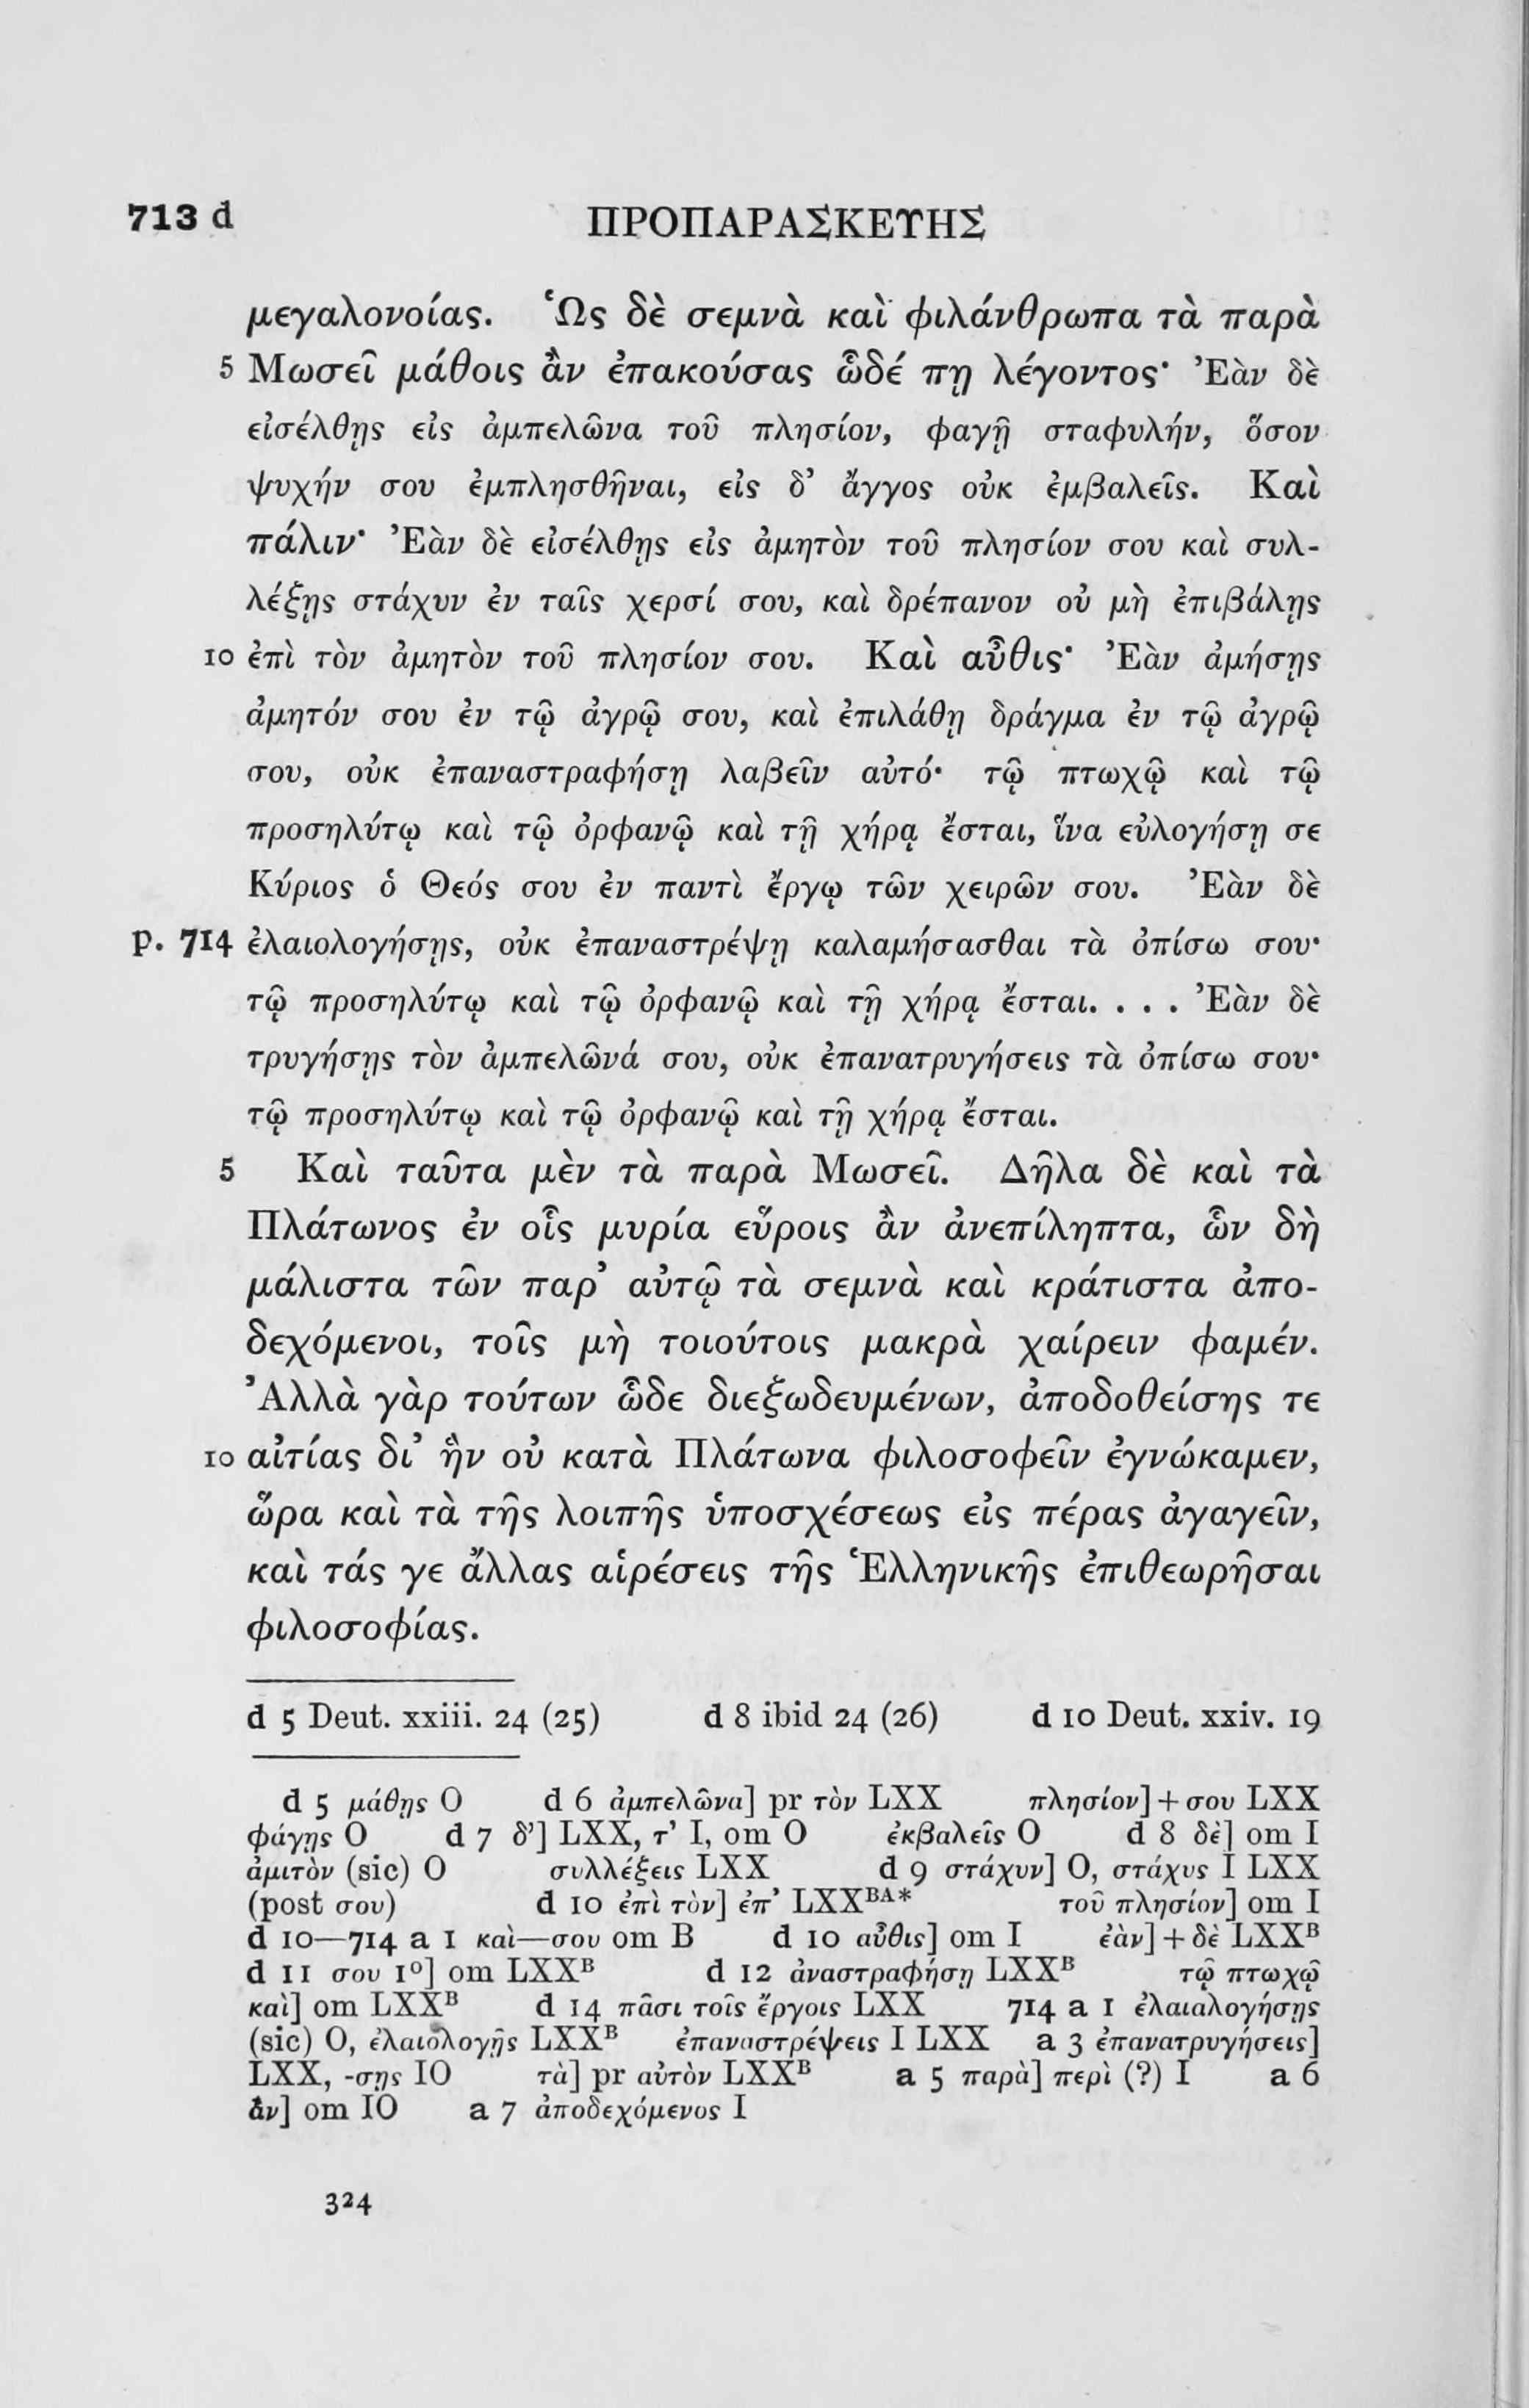 713 d ΠΡΟΠΑΡΑΣΚΕΥΗΣ
μεγαλονοίας. Ὡς δὲ σεμνὰ καὶ φιλάνθρωπα τὰ παρὰ
5 Μωσεῖ μάθοις ἂν ἐπακούσας ὧδέ πη λέγοντος· Ἐὰν δὲ
εἰσέλθῃς εἰς ἀμπελῶνα τοῦ πλησίον, φαγῇ σταφυλήν, ὅσον
ψυχήν σου ἐμπλησθῆναι, εἰς δ’ ἄγγος οὐκ ἐμβαλεῖς. Καὶ
πάλιν· Ἐὰν δὲ εἰσέλθῃς εἰς ἀμητὸν τοῦ πλησίον σου καὶ συλ-
λέξῃς στάχυν ἐν ταῖς χερσί σου, καὶ δρέπανον οὐ μὴ ἐπιβάλῃς
10 ἐπὶ τὸν ἀμητὸν τοῦ πλησίον σου. Καὶ αὖθις· Ἐὰν ἀμήσῃς
ἀμητόν σου ἐν τῷ ἀγρῷ σου, καὶ ἐπιλάθῃ δράγμα ἐν τῷ ἀγρῷ
σου, οὐκ ἐπαναστραφήσῃ λαβεῖν αὐτό· τῷ πτωχῷ καὶ τῷ
προσηλύτῳ καὶ τῷ ὀρφανῷ καὶ τῇ χήρᾳ ἔσται, ἵνα εὐλογήσῃ σε
Κύριος ὁ Θεός σου ἐν παντὶ ἔργῳ τῶν χειρῶν σου. Ἐὰν δὲ
p. 714 ἐλαιολογήσῃς, οὐκ ἐπαναστρέψῃ καλαμήσασθαι τὰ ὀπίσω σου·
τῷ προσηλύτῳ καὶ τῷ ὀρφανῷ καὶ τῇ χήρᾳ ἔσται. . . . Ἐὰν δὲ
τρυγήσῃς τὸν ἀμπελῶνά σου, οὐκ ἐπανατρυγήσεις τὰ ὀπίσω σου·
τῷ προσηλύτῳ καὶ τῷ ὀρφανῷ καὶ τῇ χήρᾳ ἔσται.
5 Καὶ ταῦτα μὲν τὰ παρὰ Μωσεῖ. Δῆλα δὲ καὶ τὰ
Πλάτωνος ἐν οἷς μυρία εὕροις ἂν ἀνεπίληπτα, ὧν δὴ
μάλιστα τῶν παρ’ αὐτῷ τὰ σεμνὰ καὶ κράτιστα ἀπο-
δεχόμενοι, τοῖς μὴ τοιούτοις μακρὰ χαίρειν φαμέν.
Ἀλλὰ γὰρ τούτων ὧδε διεξωδευμένων, ἀποδοθείσης τε
10 αἰτίας δι’ ἣν οὐ κατὰ Πλάτωνα φιλοσοφεῖν ἐγνώκαμεν,
ὥρα καὶ τὰ τῆς λοιπῆς ὑποσχέσεως εἰς πέρας ἀγαγεῖν,
καὶ τάς γε ἄλλας αἱρέσεις τῆς Ἑλληνικῆς ἐπιθεωρῆσαι
φιλοσοφίας.
d 5 Deut. xxiii. 24 (25) d 8 ibid 24 (26) d 10 Deut. xxiv. 19
d 5 μάθῃς O d 6 ἀμπελῶνα] pr τὸν LXX πλησίον] + σου LXX
φάγῃς O d 7 δ’] LXX, τ’ I, om O ἐκβαλεῖς O d 8 δὲ] om I
ἀμιτὸν (sic) O συλλέξεις LXX d 9 στάχυν] O, στάχυς I LXX
(post σου) d 10 ἐπὶ τὸν] ἐπ’ LXXᴮᴬ* τοῦ πλησίον] om I
d 10—714 a 1 καὶ—σου om B d 10 αὖθις] om I ἐὰν] + δὲ LXXᴮ
d 11 σου 1º] om LXXᴮ d 12 ἀναστραφήσῃ LXXᴮ τῷ πτωχῷ
καὶ] om LXXᴮ d 14 πᾶσι τοῖς ἔργοις LXX 714 a 1 ἐλαιαλογήσῃς
(sic) O, ἐλαιολογῇς LXXᴮ ἐπαναστρέψεις I LXX a 3 ἐπανατρυγήσεις]
LXX, -σῃς IO τὰ] pr αὐτὸν LXXᴮ a 5 παρὰ] περὶ (?) I a 6
ἂν] om IO a 7 ἀποδεχόμενος I
324